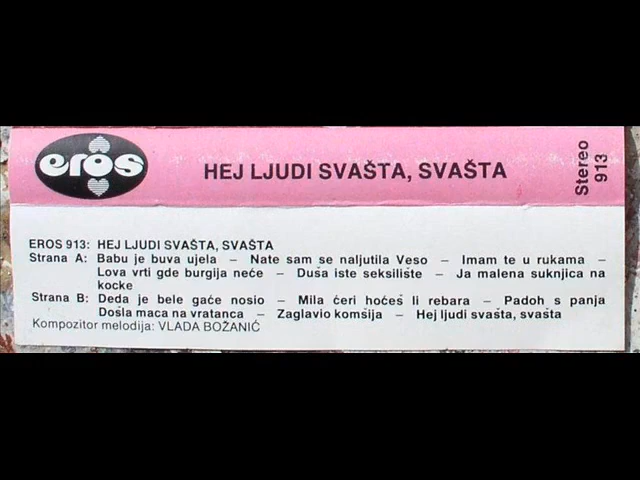 eros
HEJ LJUDI SVAŠTA, SVAŠTA
Stereo
913
EROS 913: HEJ LJUDI SVAŠTA, SVAŠTA
Strana A: Babu je buva ujela – Nate sam se naljutila Veso – Imam te u rukama –
Lova vrti gde burgija neće – Duša iste seksiliste – Ja malena suknjica na
kocke
Strana B: Deda je bele gaće nosio – Mila ćeri hoćeš li rebara – Padoh s panja
Došla maca na vratanca – Zaglavio komšija – Hej ljudi svašta, svašta
Kompozitor melodija: VLADA BOŽANIĆ